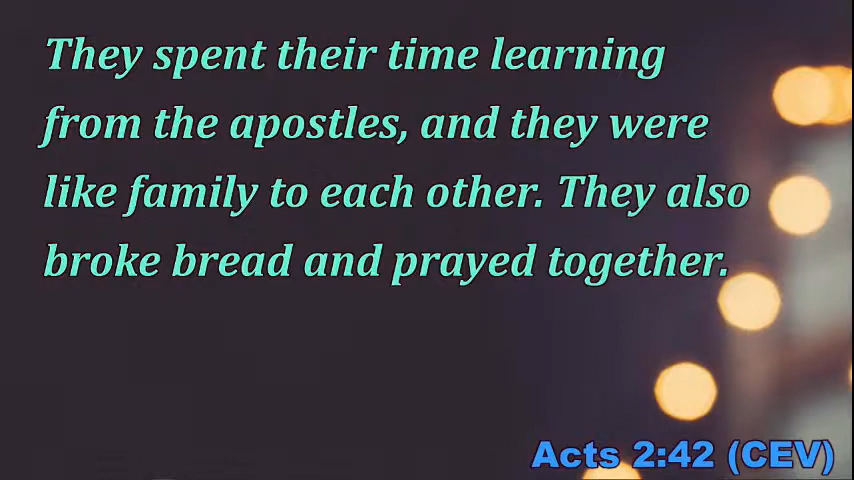 They spent their time learning
from the apostles, and they were
like family to each other. They also
broke bread and prayed together.
Acts 2:42 (CEV)